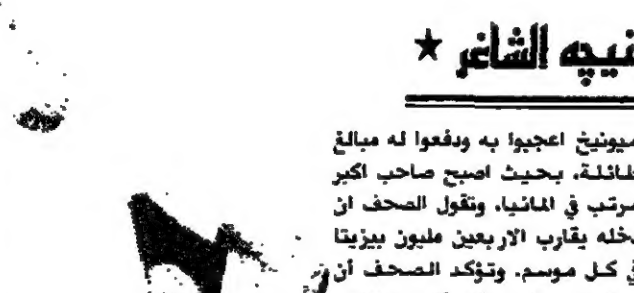 نيچه الشاغر ★
ميونيخ اعجبوا به ودفعوا له مبالغ
طائلة، بحيث اصبح صاحب اكبر
مرتب في المانيا، وتقول الصحف ان
دخله يقارب الاربعين مليون بيزيتا
في كل موسم، وتؤكد الصحف أن